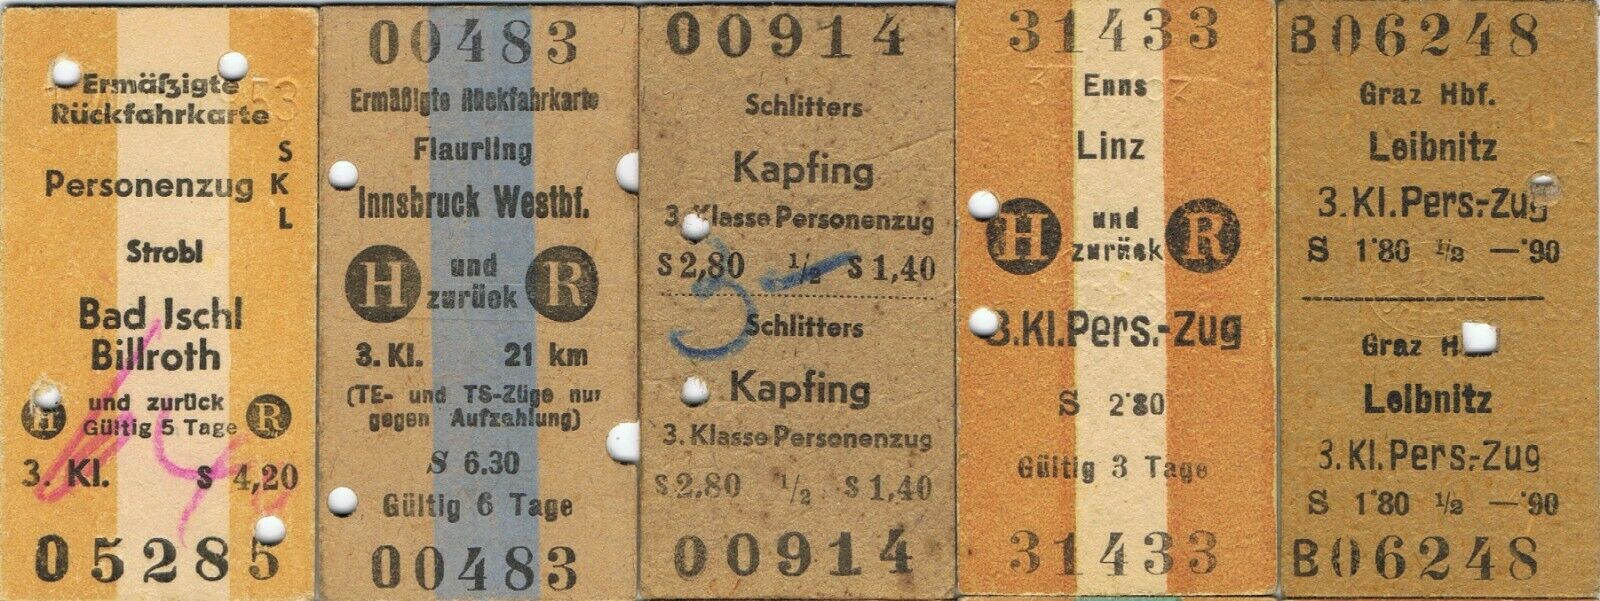 Ermäßigte
Rückfahrkarte
Personenzug
S
K
L
Strobl
Bad Ischl
Billroth
H und zurück R
Gültig 5 Tage
3. Kl. S 4,20
05285
00483
Ermäßigte Rückfahrkarte
Flaurling
Innsbruck Westbf.
H und zurück R
3. Kl. 21 km
(TE- und TS-Züge nur
gegen Aufzahlung)
S 6.30
Gültig 6 Tage
00483
00914
Schlitters
Kapfing
3. Klasse Personenzug
S 2,80 1/2 S 1,40
3-
Schlitters
Kapfing
3. Klasse Personenzug
S 2,80 1/2 S 1,40
00914
31433
Enns
Linz
H und zurück R
3.Kl.Pers.-Zug
S 2'80
Gültig 3 Tage
31433
B06248
Graz Hbf.
Leibnitz
3.Kl.Pers.-Zug
S 1'80 1/2 —'90
Graz
Leibnitz
3.Kl.Pers.-Zug
S 1'80 1/2 —'90
B06248